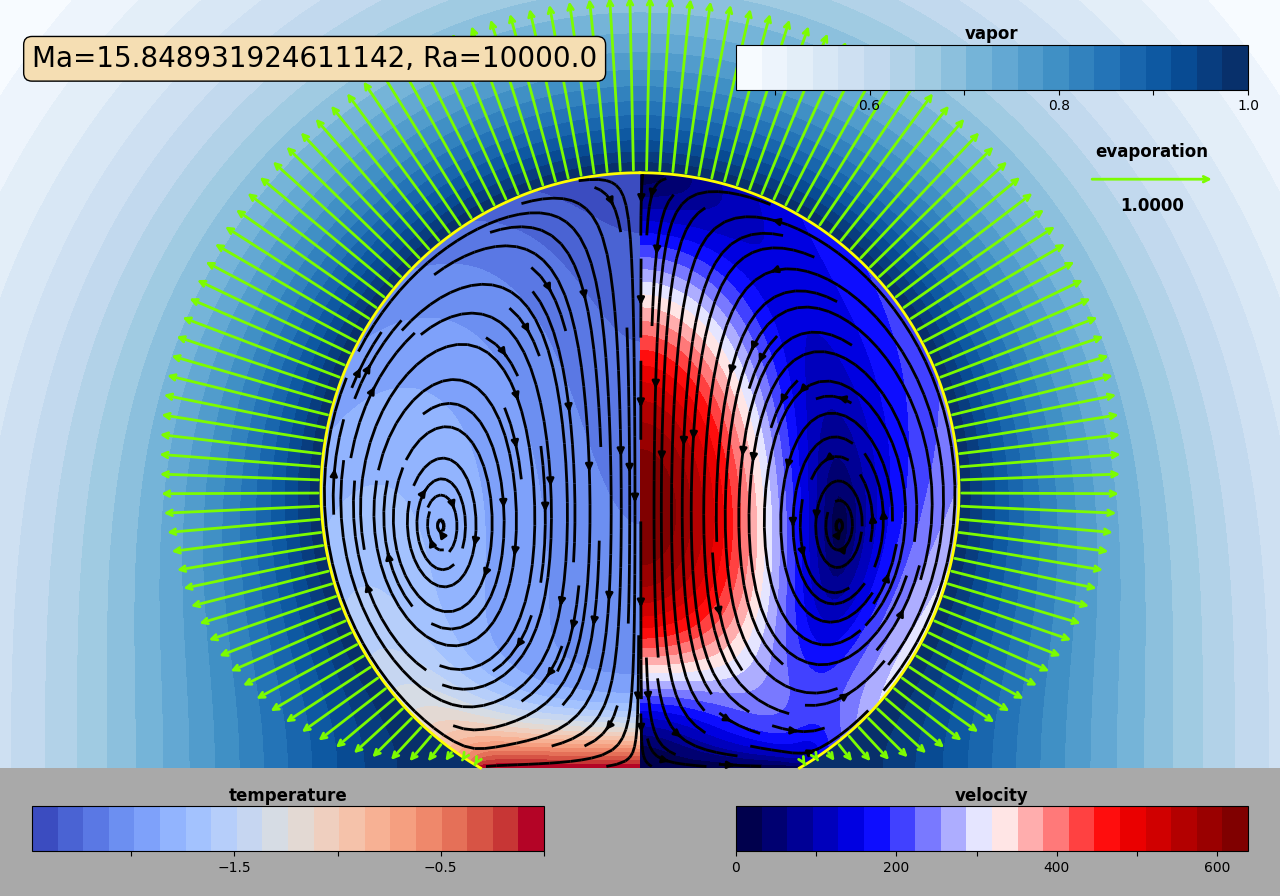 Ma=15.848931924611142, Ra=10000.0
vapor
0.6 0.8 1.0
evaporation
1.0000
temperature
−1.5 −0.5
velocity
0 200 400 600